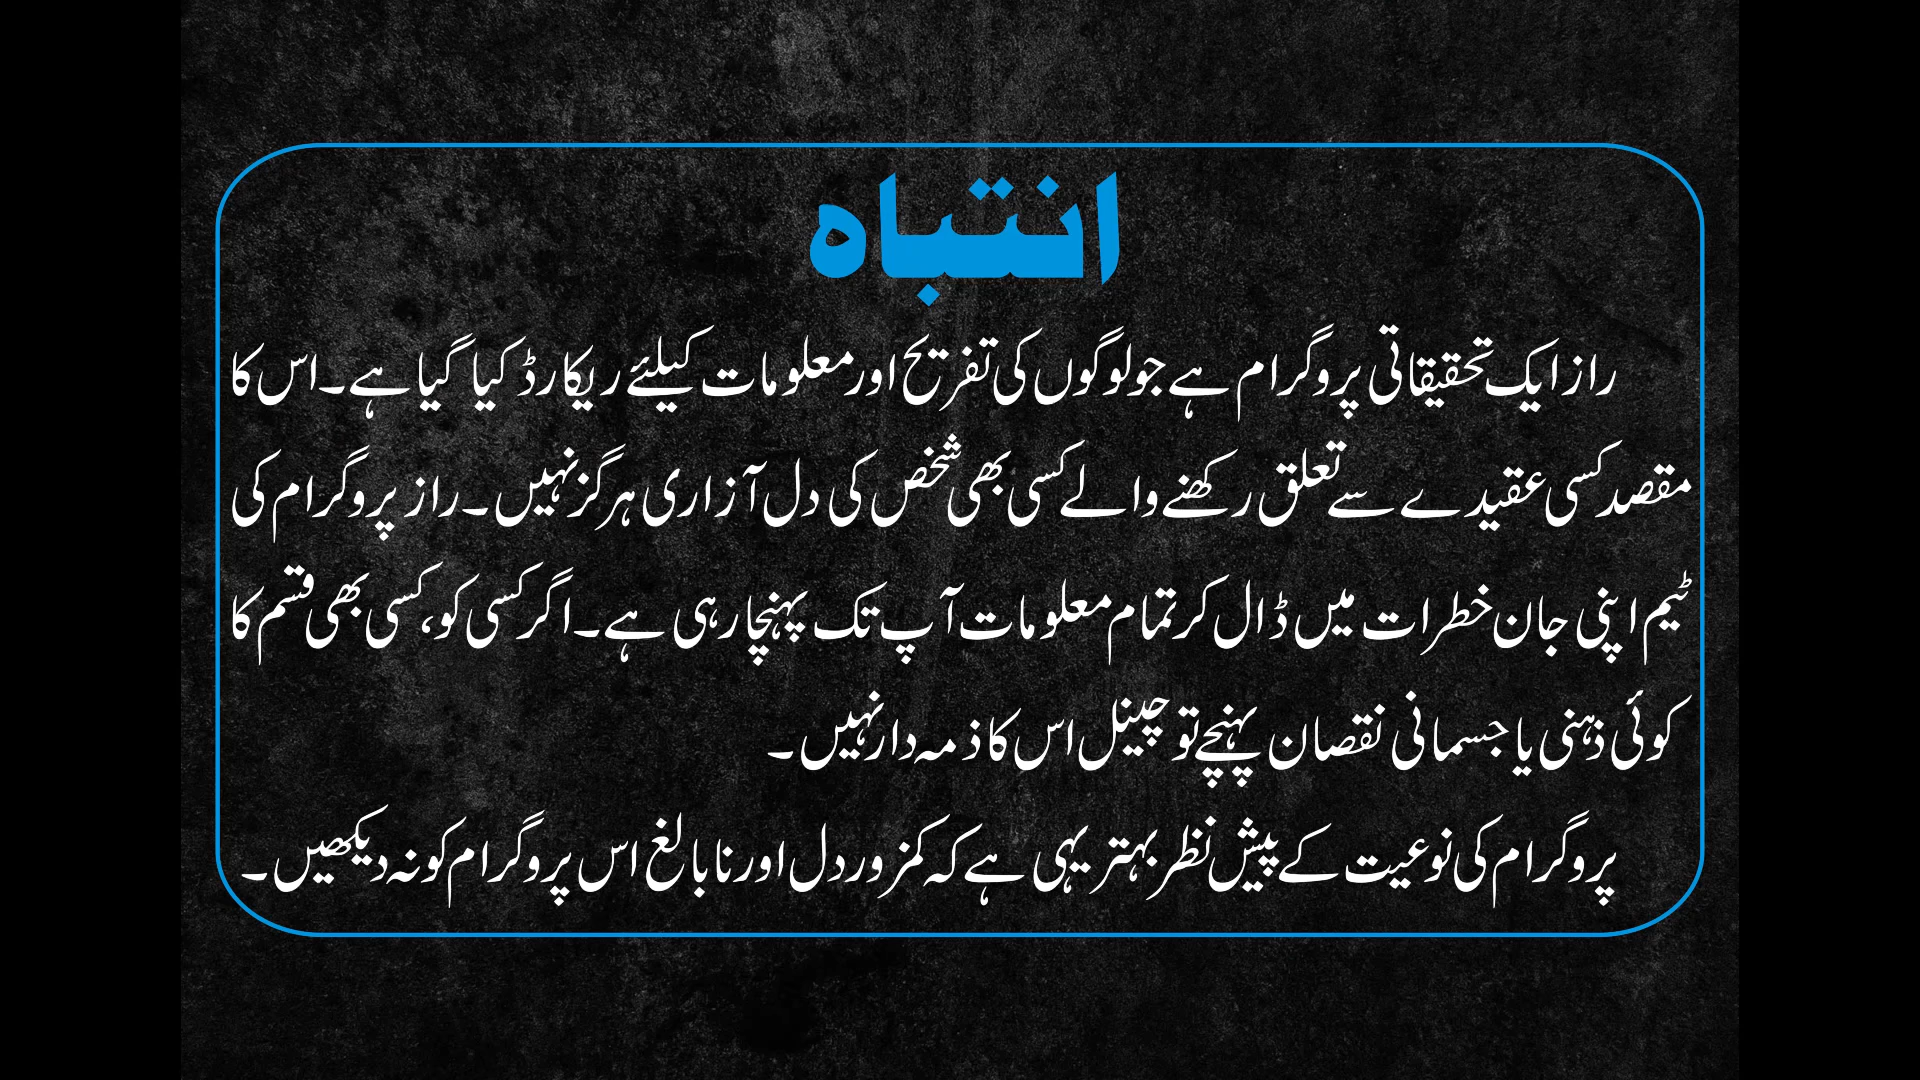 انتباہ
راز ایک تحقیقاتی پروگرام ہے جو لوگوں کی تفریح اور معلومات کیلئے ریکارڈ کیا گیا ہے۔ اس کا
مقصد کسی عقیدے سے تعلق رکھنے والے کسی بھی شخص کی دل آزاری ہرگز نہیں۔ راز پروگرام کی
ٹیم اپنی جان خطرات میں ڈال کر تمام معلومات آپ تک پہنچا رہی ہے۔ اگر کسی کو، کسی بھی قسم کا
کوئی ذہنی یا جسمانی نقصان پہنچے تو چینل اس کا ذمہ دار نہیں۔
پروگرام کی نوعیت کے پیش نظر بہتر یہی ہے کہ کمزور دل اور نابالغ اس پروگرام کو نہ دیکھیں۔